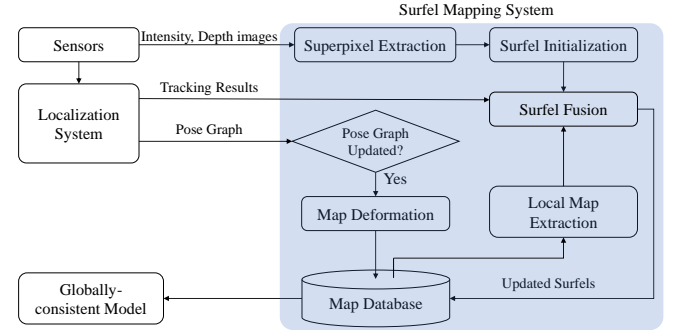 Surfel Mapping System
Sensors
Intensity, Depth images
Superpixel Extraction
Surfel Initialization
Localization
System
Tracking Results
Surfel Fusion
Pose Graph
Pose Graph
Updated?
Yes
Map Deformation
Local Map
Extraction
Globally-
consistent Model
Map Database
Updated Surfels